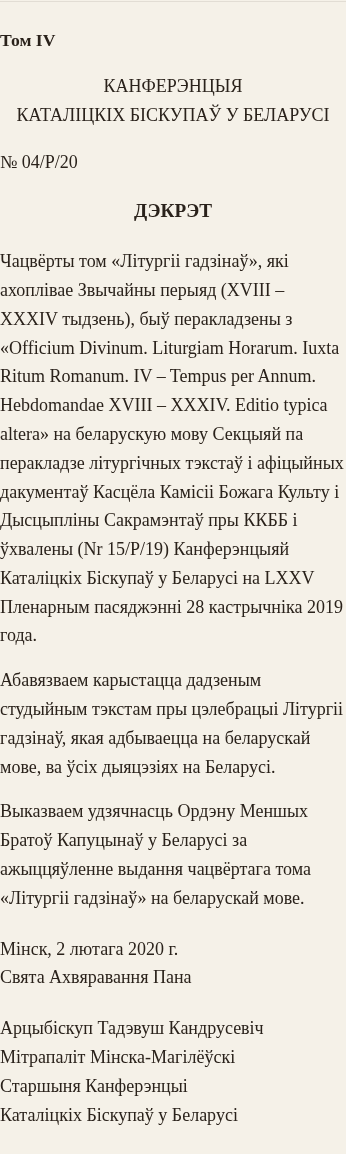 Том IV
КАНФЕРЭНЦЫЯ
КАТАЛІЦКІХ БІСКУПАЎ У БЕЛАРУСІ
№ 04/Р/20
ДЭКРЭТ
Чацвёрты том «Літургіі гадзінаў», які
ахоплівае Звычайны перыяд (XVIII –
XXXIV тыдзень), быў перакладзены з
«Officium Divinum. Liturgiam Horarum. Iuxta
Ritum Romanum. IV – Tempus per Annum.
Hebdomandae XVIII – XXXIV. Editio typica
altera» на беларускую мову Секцыяй па
перакладзе літургічных тэкстаў і афіцыйных
дакументаў Касцёла Камісіі Божага Культу і
Дысцыпліны Сакрамэнтаў пры ККББ і
ўхвалены (Nr 15/P/19) Канферэнцыяй
Каталіцкіх Біскупаў у Беларусі на LXXV
Пленарным пасяджэнні 28 кастрычніка 2019
года.
Абавязваем карыстацца дадзеным
студыйным тэкстам пры цэлебрацыі Літургіі
гадзінаў, якая адбываецца на беларускай
мове, ва ўсіх дыяцэзіях на Беларусі.
Выказваем удзячнасць Ордэну Меншых
Братоў Капуцынаў у Беларусі за
ажыццяўленне выдання чацвёртага тома
«Літургіі гадзінаў» на беларускай мове.
Мінск, 2 лютага 2020 г.
Свята Ахвяравання Пана
Арцыбіскуп Тадэвуш Кандрусевіч
Мітрапаліт Мінска-Магілёўскі
Старшыня Канферэнцыі
Каталіцкіх Біскупаў у Беларусі